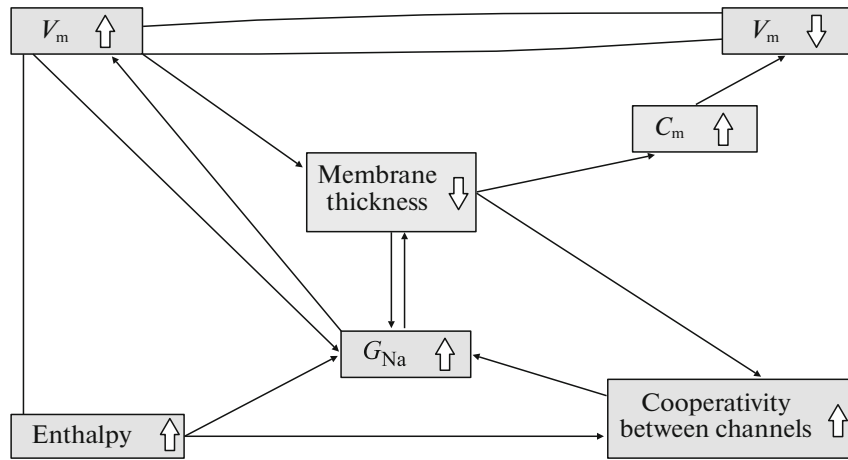 Vm
Vm
Cm
Membrane
thickness
GNa
Cooperativity
between channels
Enthalpy